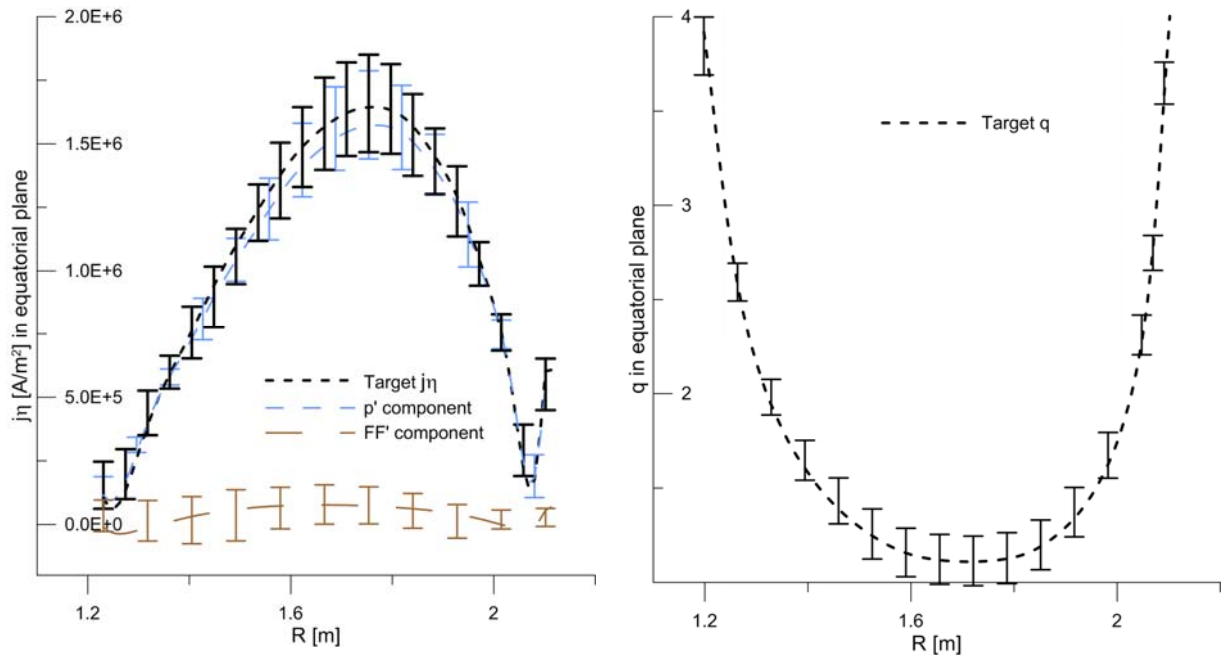 2.0E+6
1.5E+6
1.0E+6
5.0E+5
0.0E+0
jη [A/m²] in equatorial plane
Target jη
p' component
FF' component
1.2
1.6
2
R [m]
4
3
2
q in equatorial plane
Target q
1.2
1.6
2
R [m]